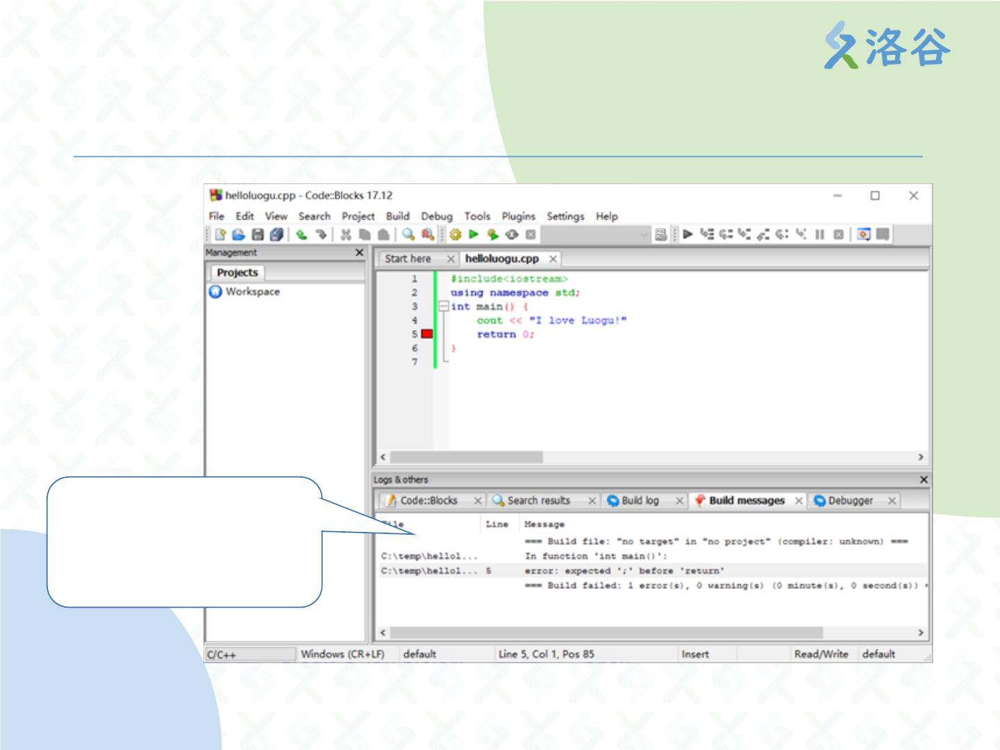 洛谷
helloluogu.cpp - Code::Blocks 17.12
File Edit View Search Project Build Debug Tools Plugins Settings Help
Management
Projects
Workspace
Start here helloluogu.cpp
1 #include<iostream>
2 using namespace std;
3 int main() {
4 cout << "I love Luogu!"
5 return 0;
6 }
7
Logs & others
Code::Blocks Search results Build log Build messages Debugger
Line Message
=== Build file: "no target" in "no project" (compiler: unknown) ===
C:\temp\hellol... In function 'int main()':
C:\temp\hellol... 5 error: expected ';' before 'return'
=== Build failed: 1 error(s), 0 warning(s) (0 minute(s), 0 second(s))
C/C++ Windows (CR+LF) default Line 5, Col 1, Pos 85 Insert Read/Write default